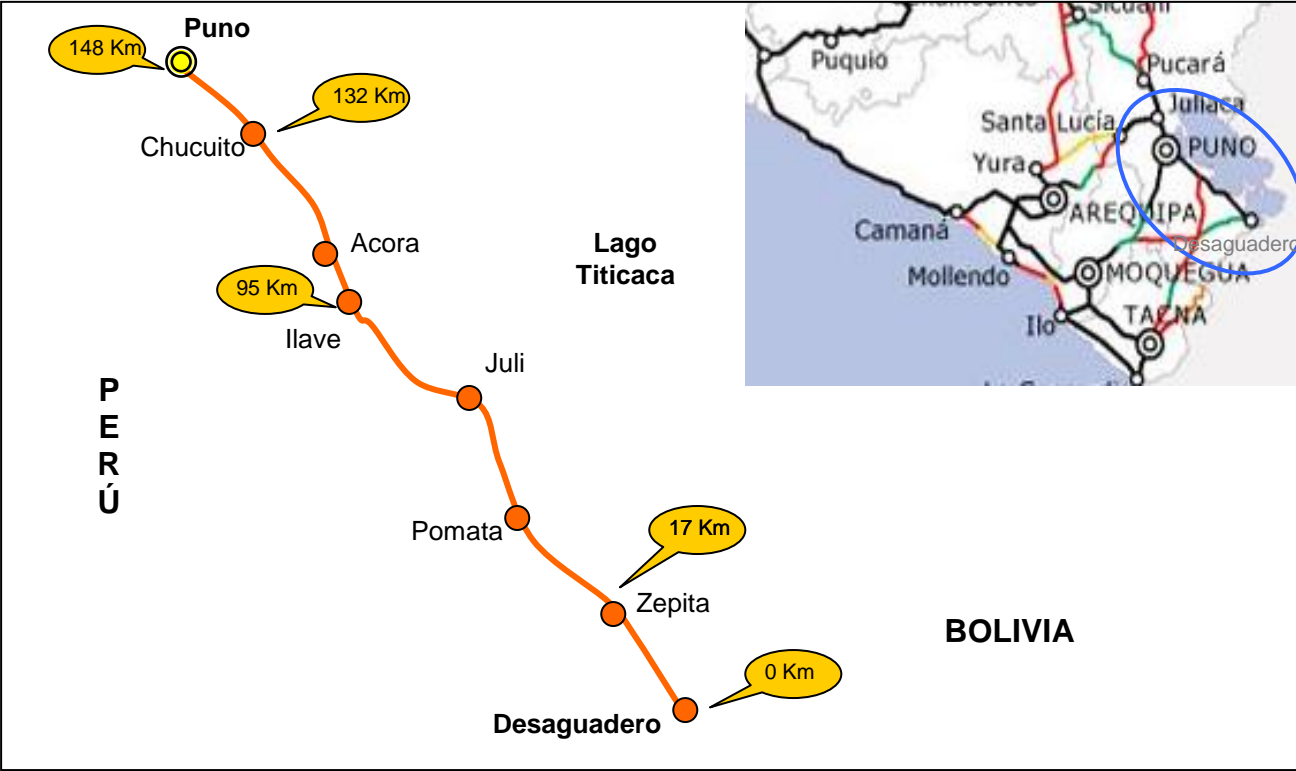 Puno
148 Km
132 Km
Chucuito
Acora
Lago
Titicaca
95 Km
Ilave
Juli
P
E
R
Ú
Pomata
17 Km
Zepita
BOLIVIA
0 Km
Desaguadero
Sicuani
Puquio
Pucará
Juliaca
Santa Lucía
PUNO
Yura
AREQUIPA
Camaná
Desaguadero
Mollendo
MOQUEGUA
Ilo
TACNA